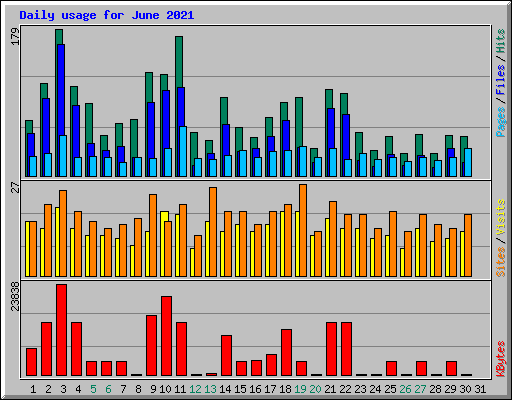 Daily usage for June 2021
179
Pages/Files/Hits
27
Sites/Visits
23838
KBytes
1 2 3 4 5 6 7 8 9 10 11 12 13 14 15 16 17 18 19 20 21 22 23 24 25 26 27 28 29 30 31